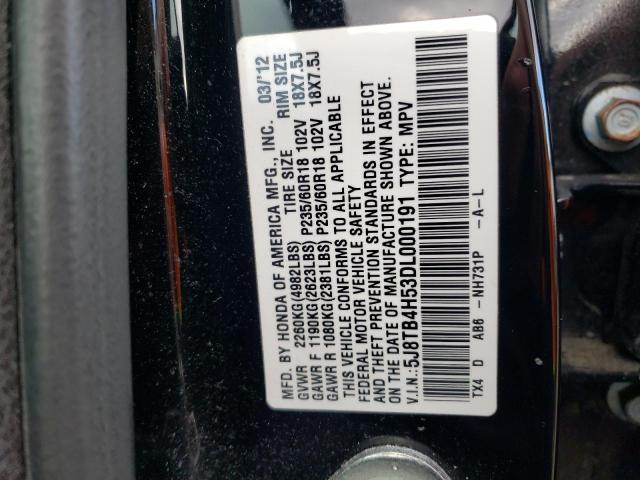 MFD. BY HONDA OF AMERICA MFG., INC. 03/'12
GVWR 2260KG(4982LBS) TIRE SIZE RIM SIZE
GAWR F 1190KG(2623LBS) P235/60R18 102V 18X7.5J
GAWR R 1080KG(2381LBS) P235/60R18 102V 18X7.5J
THIS VEHICLE CONFORMS TO ALL APPLICABLE
FEDERAL MOTOR VEHICLE SAFETY
AND THEFT PREVENTION STANDARDS IN EFFECT
ON THE DATE OF MANUFACTURE SHOWN ABOVE.
V.I.N.: 5J8TB4H53DL000191 TYPE: MPV
TX4 D AB6 -NH731P -A-L